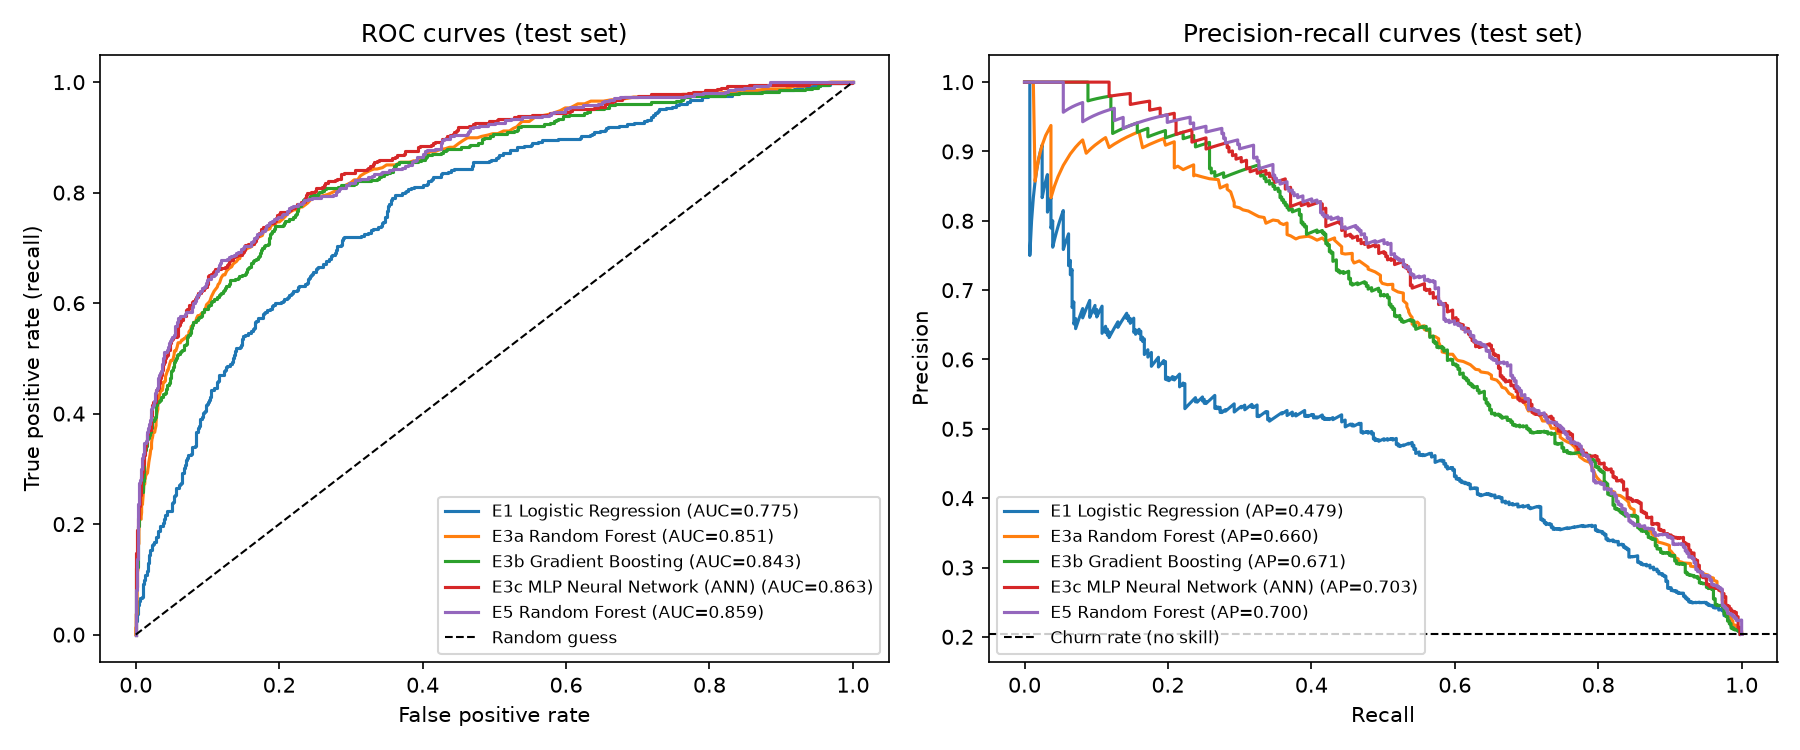 ROC curves (test set)
True positive rate (recall)
1.0
0.8
0.6
0.4
0.2
0.0
E1 Logistic Regression (AUC=0.775)
E3a Random Forest (AUC=0.851)
E3b Gradient Boosting (AUC=0.843)
E3c MLP Neural Network (ANN) (AUC=0.863)
E5 Random Forest (AUC=0.859)
Random guess
0.0 0.2 0.4 0.6 0.8 1.0
False positive rate
Precision-recall curves (test set)
Precision
1.0
0.9
0.8
0.7
0.6
0.5
0.4
0.3
0.2
E1 Logistic Regression (AP=0.479)
E3a Random Forest (AP=0.660)
E3b Gradient Boosting (AP=0.671)
E3c MLP Neural Network (ANN) (AP=0.703)
E5 Random Forest (AP=0.700)
Churn rate (no skill)
0.0 0.2 0.4 0.6 0.8 1.0
Recall